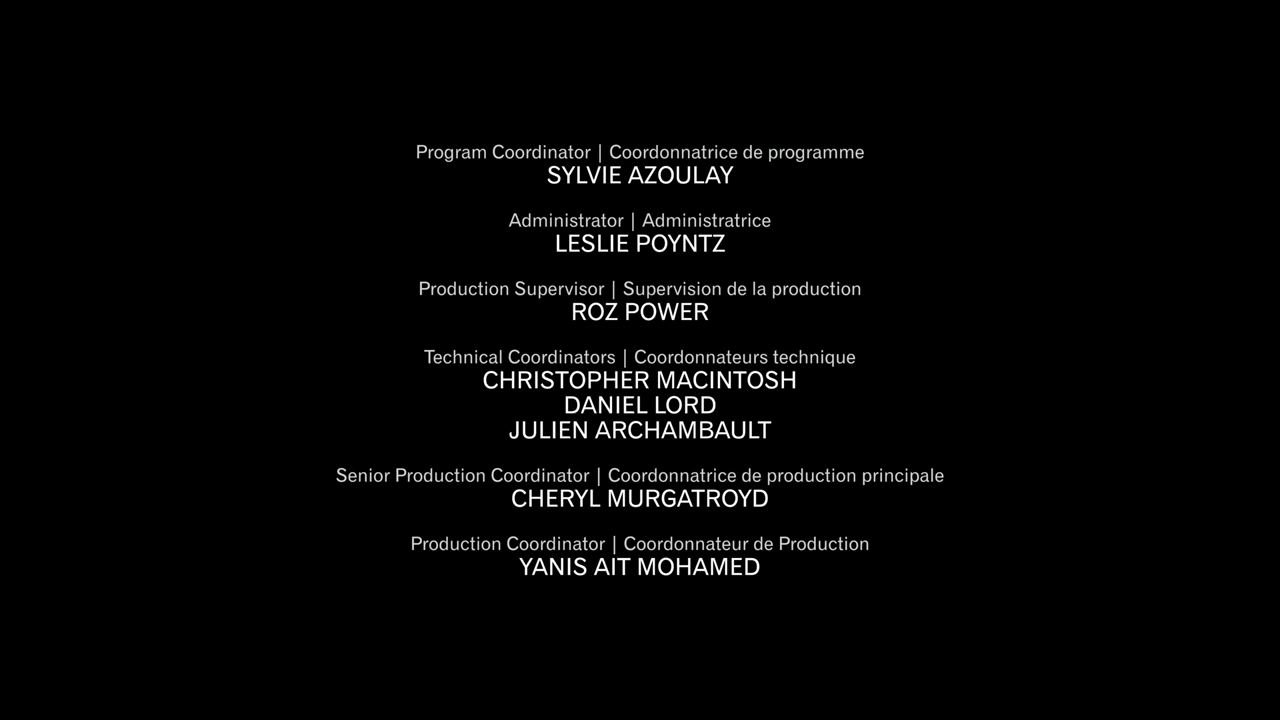 Program Coordinator | Coordonnatrice de programme
SYLVIE AZOULAY
Administrator | Administratrice
LESLIE POYNTZ
Production Supervisor | Supervision de la production
ROZ POWER
Technical Coordinators | Coordonnateurs technique
CHRISTOPHER MACINTOSH
DANIEL LORD
JULIEN ARCHAMBAULT
Senior Production Coordinator | Coordonnatrice de production principale
CHERYL MURGATROYD
Production Coordinator | Coordonnateur de Production
YANIS AIT MOHAMED